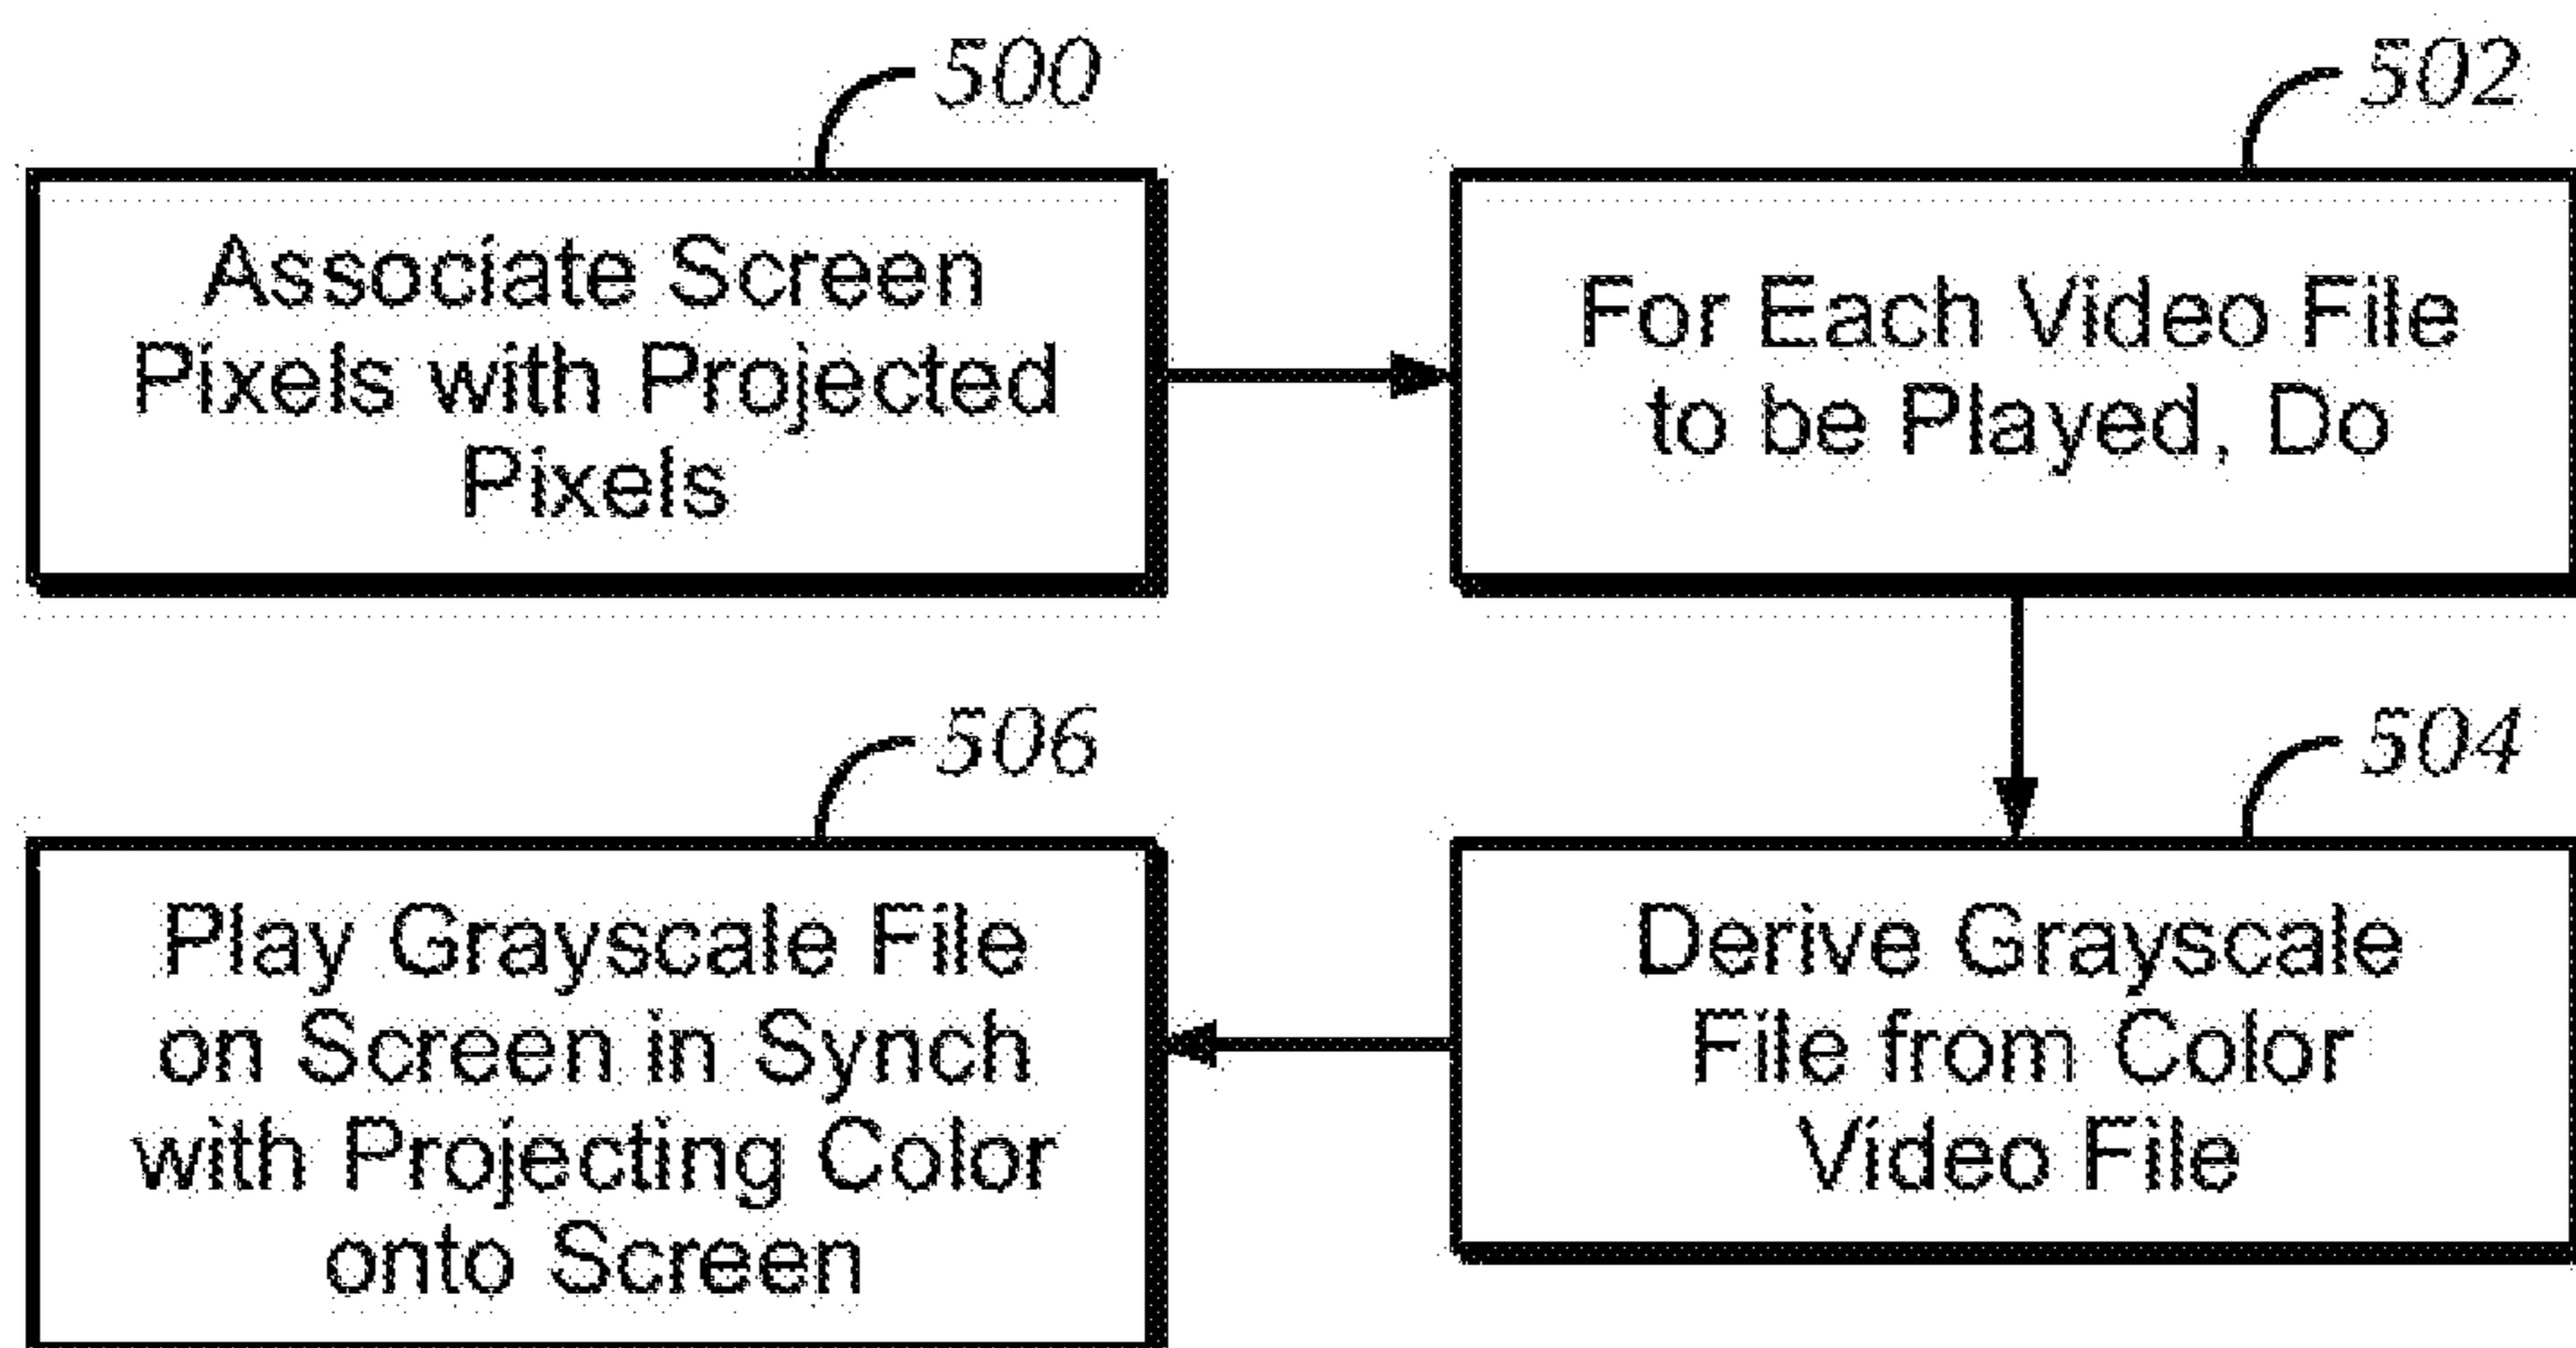 500
Associate Screen
Pixels with Projected
Pixels
502
For Each Video File
to be Played, Do
504
Derive Grayscale
File from Color
Video File
506
Play Grayscale File
on Screen in Synch
with Projecting Color
onto Screen